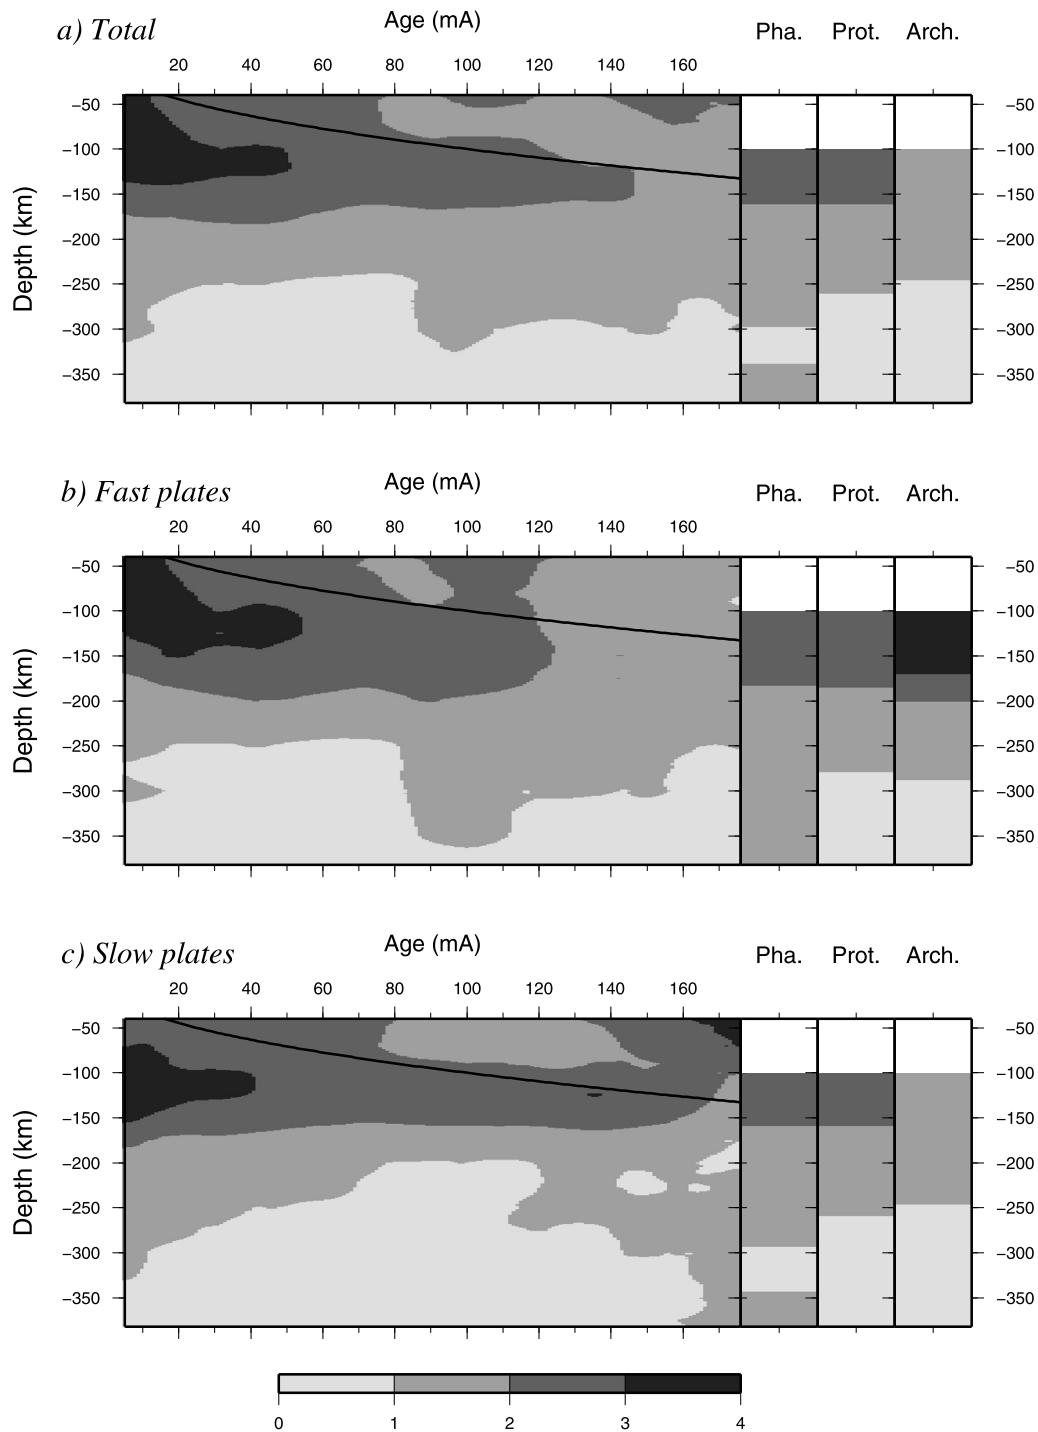 a) Total
Age (mA)
Pha. Prot. Arch.
20 40 60 80 100 120 140 160
−50 −50
−100 −100
−150 −150
−200 −200
−250 −250
−300 −300
−350 −350
Depth (km)
b) Fast plates
Age (mA)
Pha. Prot. Arch.
20 40 60 80 100 120 140 160
−50 −50
−100 −100
−150 −150
−200 −200
−250 −250
−300 −300
−350 −350
Depth (km)
c) Slow plates
Age (mA)
Pha. Prot. Arch.
20 40 60 80 100 120 140 160
−50 −50
−100 −100
−150 −150
−200 −200
−250 −250
−300 −300
−350 −350
Depth (km)
0 1 2 3 4